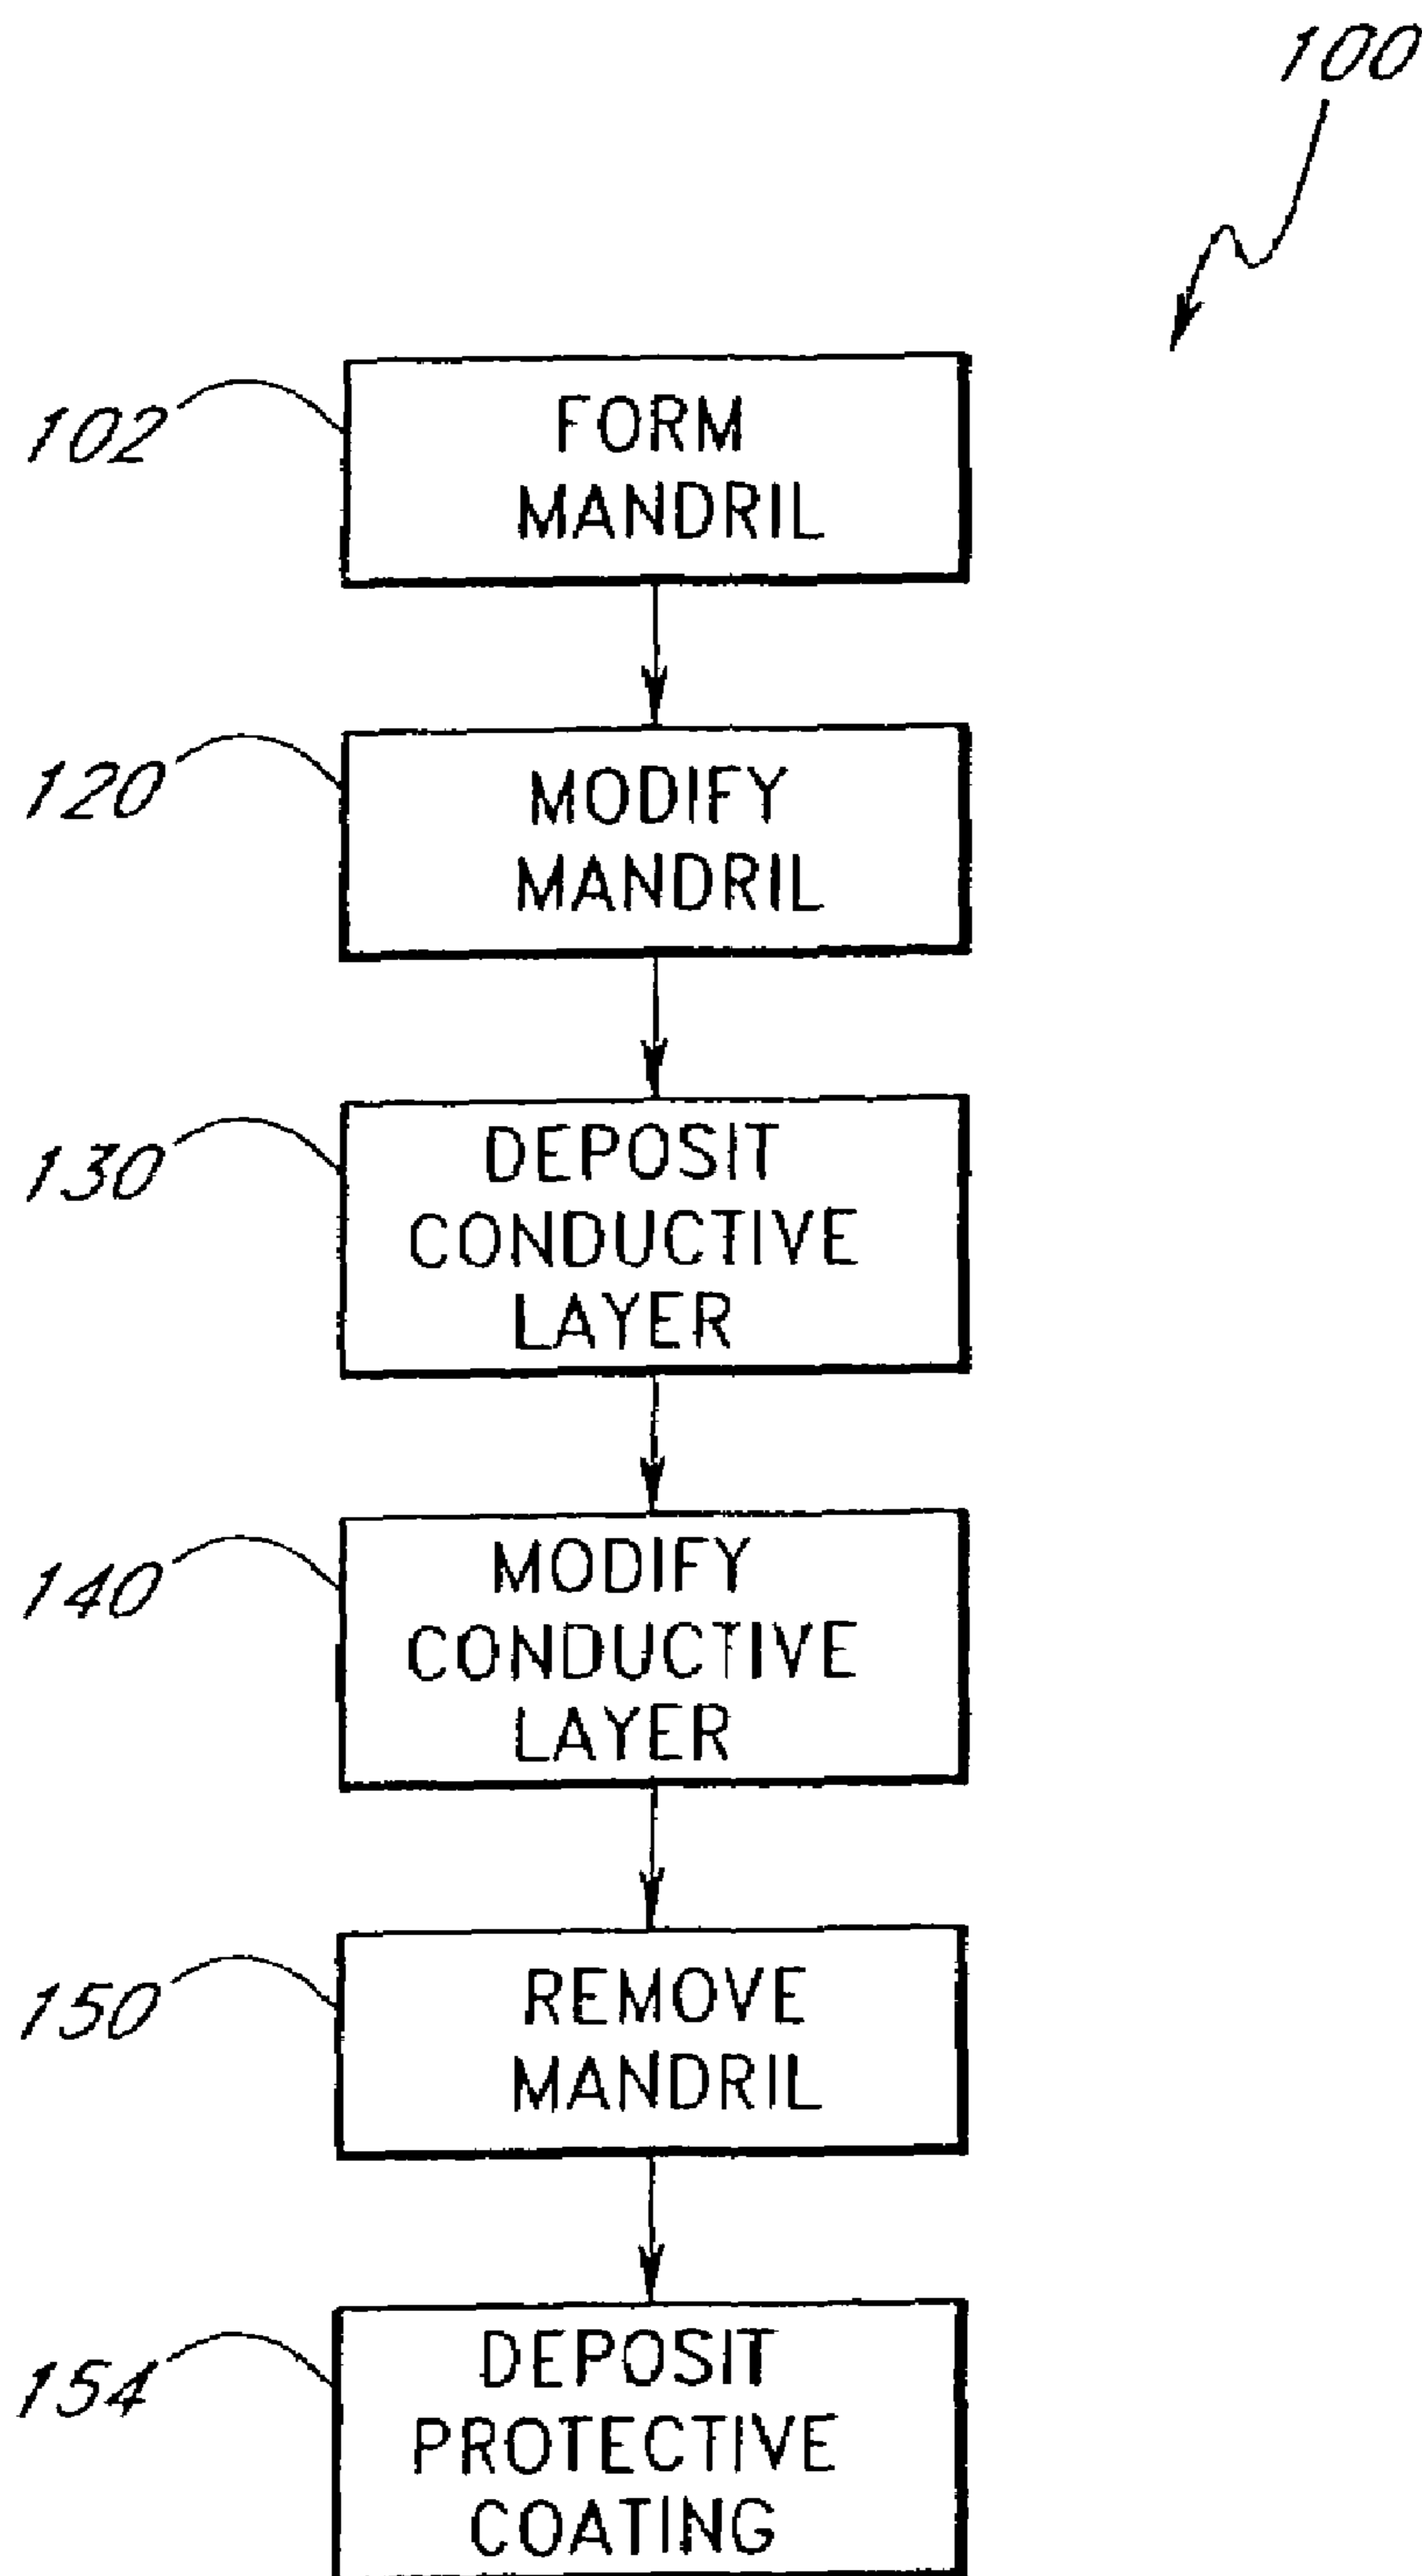 100
102
FORM
MANDRIL
120
MODIFY
MANDRIL
130
DEPOSIT
CONDUCTIVE
LAYER
140
MODIFY
CONDUCTIVE
LAYER
150
REMOVE
MANDRIL
154
DEPOSIT
PROTECTIVE
COATING